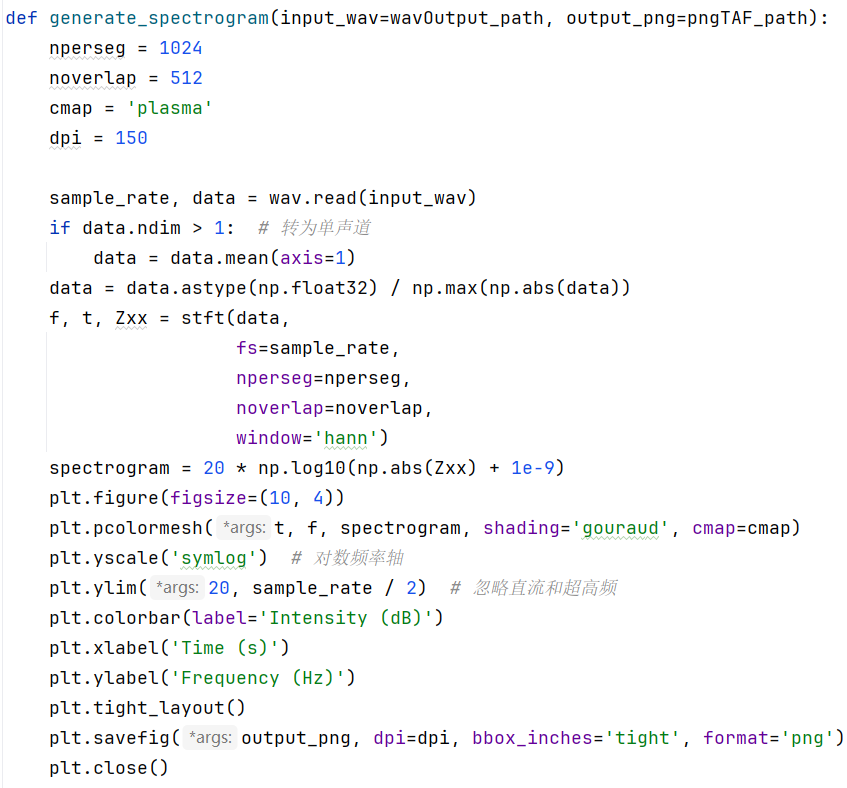 def generate_spectrogram(input_wav=wavOutput_path, output_png=pngTAF_path):
    nperseg = 1024
    noverlap = 512
    cmap = 'plasma'
    dpi = 150

    sample_rate, data = wav.read(input_wav)
    if data.ndim > 1:  # 转为单声道
        data = data.mean(axis=1)
    data = data.astype(np.float32) / np.max(np.abs(data))
    f, t, Zxx = stft(data,
                     fs=sample_rate,
                     nperseg=nperseg,
                     noverlap=noverlap,
                     window='hann')
    spectrogram = 20 * np.log10(np.abs(Zxx) + 1e-9)
    plt.figure(figsize=(10, 4))
    plt.pcolormesh( *args: t, f, spectrogram, shading='gouraud', cmap=cmap)
    plt.yscale('symlog')  # 对数频率轴
    plt.ylim( *args: 20, sample_rate / 2)  # 忽略直流和超高频
    plt.colorbar(label='Intensity (dB)')
    plt.xlabel('Time (s)')
    plt.ylabel('Frequency (Hz)')
    plt.tight_layout()
    plt.savefig( *args: output_png, dpi=dpi, bbox_inches='tight', format='png')
    plt.close()